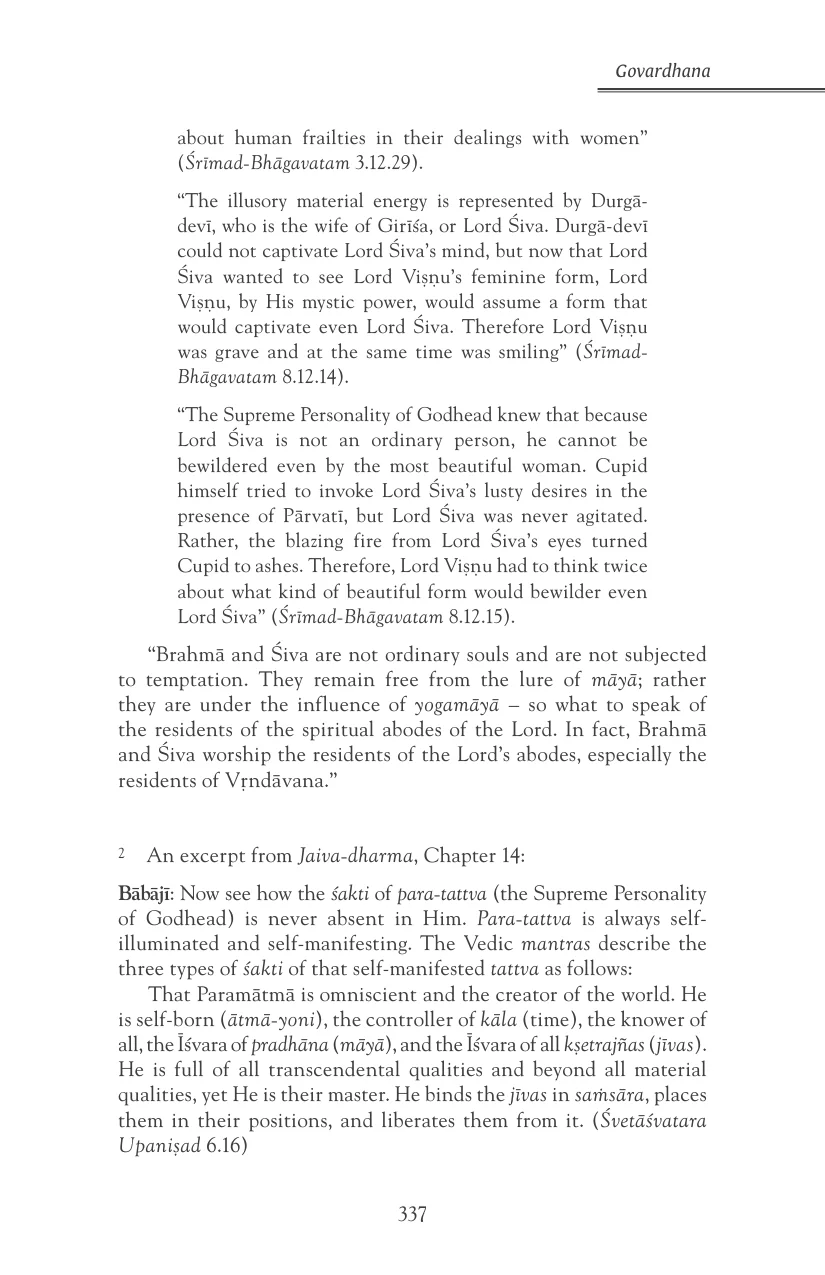 Govardhana
about human frailties in their dealings with women”
(Śrīmad-Bhāgavatam 3.12.29).
“The illusory material energy is represented by Durgā-
devī, who is the wife of Girīśa, or Lord Śiva. Durgā-devī
could not captivate Lord Śiva’s mind, but now that Lord
Śiva wanted to see Lord Viṣṇu’s feminine form, Lord
Viṣṇu, by His mystic power, would assume a form that
would captivate even Lord Śiva. Therefore Lord Viṣṇu
was grave and at the same time was smiling” (Śrīmad-
Bhāgavatam 8.12.14).
“The Supreme Personality of Godhead knew that because
Lord Śiva is not an ordinary person, he cannot be
bewildered even by the most beautiful woman. Cupid
himself tried to invoke Lord Śiva’s lusty desires in the
presence of Pārvatī, but Lord Śiva was never agitated.
Rather, the blazing fire from Lord Śiva’s eyes turned
Cupid to ashes. Therefore, Lord Viṣṇu had to think twice
about what kind of beautiful form would bewilder even
Lord Śiva” (Śrīmad-Bhāgavatam 8.12.15).
“Brahmā and Śiva are not ordinary souls and are not subjected
to temptation. They remain free from the lure of māyā; rather
they are under the influence of yogamāyā – so what to speak of
the residents of the spiritual abodes of the Lord. In fact, Brahmā
and Śiva worship the residents of the Lord’s abodes, especially the
residents of Vṛndāvana.”
2 An excerpt from Jaiva-dharma, Chapter 14:
Bābājī: Now see how the śakti of para-tattva (the Supreme Personality
of Godhead) is never absent in Him. Para-tattva is always self-
illuminated and self-manifesting. The Vedic mantras describe the
three types of śakti of that self-manifested tattva as follows:
That Paramātmā is omniscient and the creator of the world. He
is self-born (ātmā-yoni), the controller of kāla (time), the knower of
all, the Īśvara of pradhāna (māyā), and the Īśvara of all kṣetrajñas (jīvas).
He is full of all transcendental qualities and beyond all material
qualities, yet He is their master. He binds the jīvas in saṁsāra, places
them in their positions, and liberates them from it. (Śvetāśvatara
Upaniṣad 6.16)
337